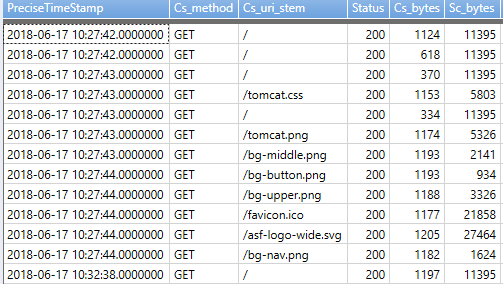 PreciseTimeStamp Cs_method Cs_uri_stem Status Cs_bytes Sc_bytes
2018-06-17 10:27:42.0000000 GET / 200 1124 11395
2018-06-17 10:27:42.0000000 GET / 200 618 11395
2018-06-17 10:27:43.0000000 GET / 200 370 11395
2018-06-17 10:27:43.0000000 GET /tomcat.css 200 1153 5803
2018-06-17 10:27:43.0000000 GET / 200 334 11395
2018-06-17 10:27:43.0000000 GET /tomcat.png 200 1174 5326
2018-06-17 10:27:43.0000000 GET /bg-middle.png 200 1193 2141
2018-06-17 10:27:44.0000000 GET /bg-button.png 200 1193 934
2018-06-17 10:27:44.0000000 GET /bg-upper.png 200 1188 3326
2018-06-17 10:27:44.0000000 GET /favicon.ico 200 1177 21858
2018-06-17 10:27:44.0000000 GET /asf-logo-wide.svg 200 1205 27464
2018-06-17 10:27:44.0000000 GET /bg-nav.png 200 1182 1624
2018-06-17 10:32:38.0000000 GET / 200 1197 11395